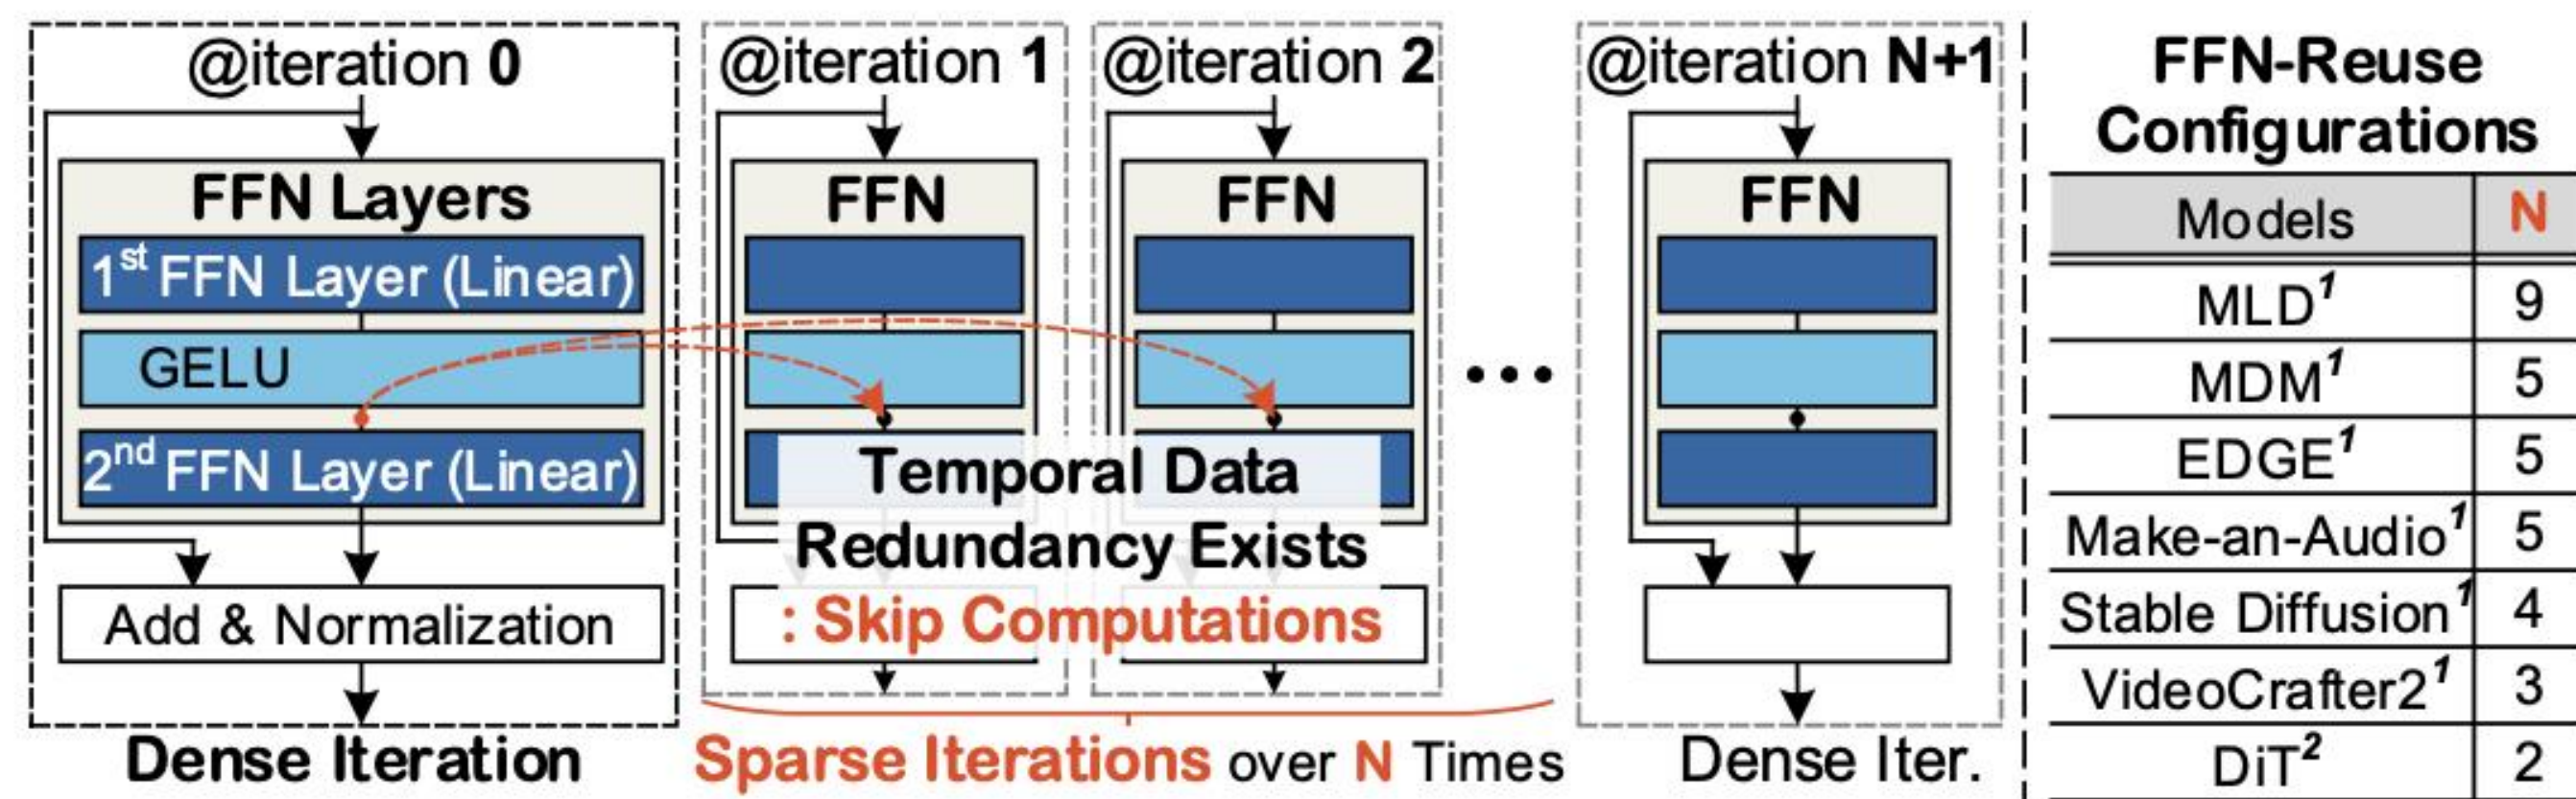 @iteration 0
FFN Layers
1st FFN Layer (Linear)
GELU
2nd FFN Layer (Linear)
Add & Normalization
Dense Iteration
@iteration 1
FFN
@iteration 2
FFN
Temporal Data
Redundancy Exists
: Skip Computations
Sparse Iterations over N Times
...
@iteration N+1
FFN
Dense Iter.
FFN-Reuse
Configurations
Models N
MLD1 9
MDM1 5
EDGE1 5
Make-an-Audio1 5
Stable Diffusion1 4
VideoCrafter21 3
DiT2 2